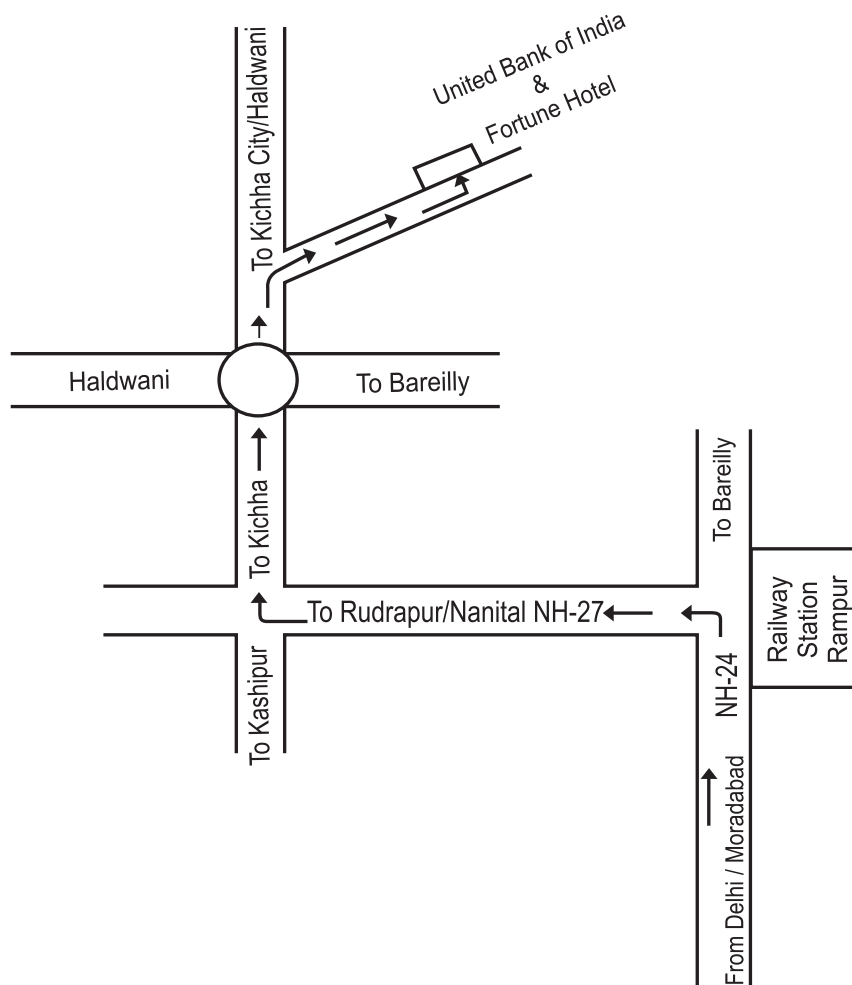 United Bank of India
&
Fortune Hotel
To Kichha City/Haldwani
Haldwani
To Bareilly
To Kichha
To Bareilly
To Rudrapur/Nanital NH-27
Railway
Station
Rampur
NH-24
To Kashipur
From Delhi / Moradabad